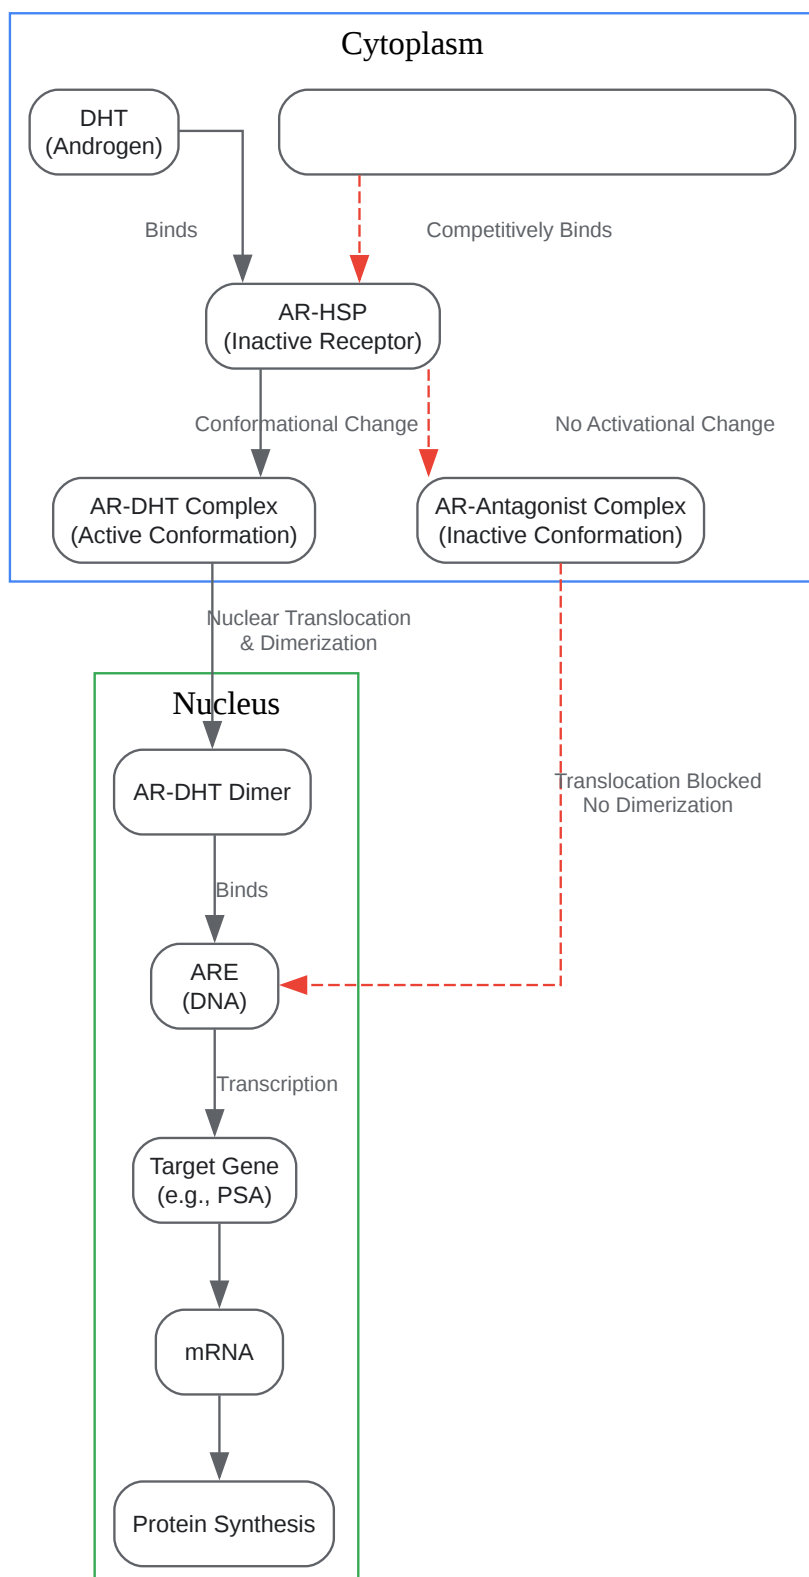 Cytoplasm
DHT
(Androgen)
Binds
Competitively Binds
AR-HSP
(Inactive Receptor)
Conformational Change
No Activational Change
AR-DHT Complex
(Active Conformation)
AR-Antagonist Complex
(Inactive Conformation)
Nuclear Translocation
& Dimerization
Nucleus
AR-DHT Dimer
Translocation Blocked
No Dimerization
Binds
ARE
(DNA)
Transcription
Target Gene
(e.g., PSA)
mRNA
Protein Synthesis